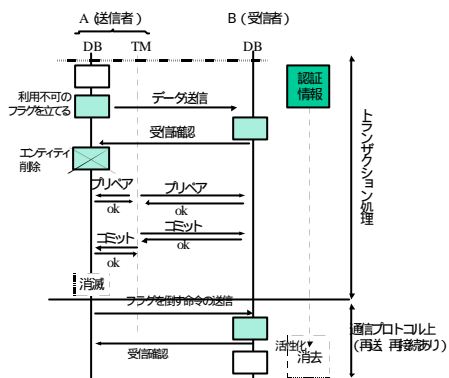 A（送信者）
B（受信者）
DB
TM
DB
認証
情報
利用不可の
フラグを立てる
データ送信
受信確認
エンティティ
削除
プリペア
プリペア
ok
ok
コミット
コミット
ok
ok
消滅
トランザクション処理
フラグを倒す命令の送信
活性化
受信確認
消去
通信プロトコル上
（再送 再接続あり）